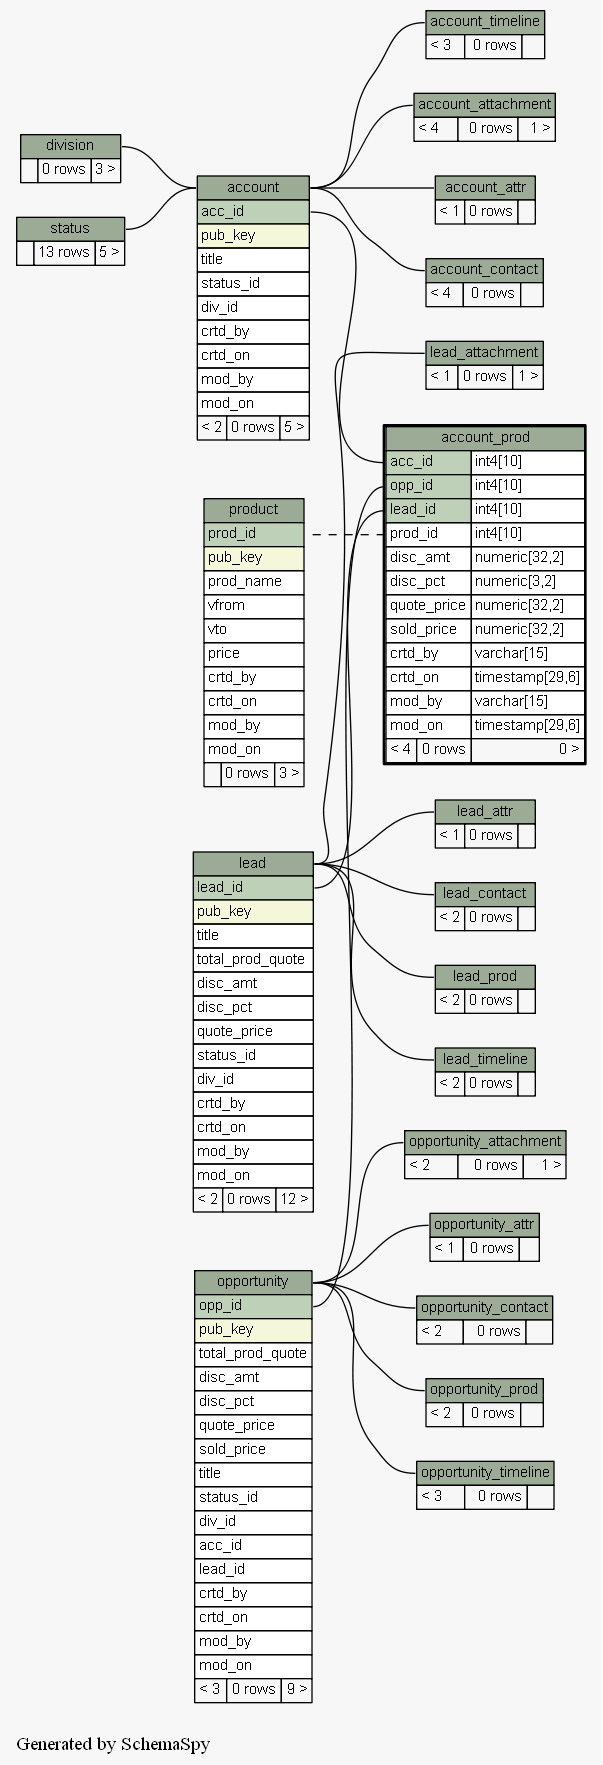 account_timeline
< 3 0 rows
account_attachment
< 4 0 rows 1 >
division
0 rows 3 >
account
acc_id
pub_key
title
status_id
div_id
crtd_by
crtd_on
mod_by
mod_on
< 2 0 rows 5 >
account_attr
< 1 0 rows
status
13 rows 5 >
account_contact
< 4 0 rows
lead_attachment
< 1 0 rows 1 >
account_prod
acc_id int4[10]
opp_id int4[10]
lead_id int4[10]
prod_id int4[10]
disc_amt numeric[32,2]
disc_pct numeric[3,2]
quote_price numeric[32,2]
sold_price numeric[32,2]
crtd_by varchar[15]
crtd_on timestamp[29,6]
mod_by varchar[15]
mod_on timestamp[29,6]
< 4 0 rows 0 >
product
prod_id
pub_key
prod_name
vfrom
vto
price
crtd_by
crtd_on
mod_by
mod_on
0 rows 3 >
lead_attr
< 1 0 rows
lead
lead_id
pub_key
title
total_prod_quote
disc_amt
disc_pct
quote_price
status_id
div_id
crtd_by
crtd_on
mod_by
mod_on
< 2 0 rows 12 >
lead_contact
< 2 0 rows
lead_prod
< 2 0 rows
lead_timeline
< 2 0 rows
opportunity_attachment
< 2 0 rows 1 >
opportunity_attr
< 1 0 rows
opportunity
opp_id
pub_key
total_prod_quote
disc_amt
disc_pct
quote_price
sold_price
title
status_id
div_id
acc_id
lead_id
crtd_by
crtd_on
mod_by
mod_on
< 3 0 rows 9 >
opportunity_contact
< 2 0 rows
opportunity_prod
< 2 0 rows
opportunity_timeline
< 3 0 rows
Generated by SchemaSpy